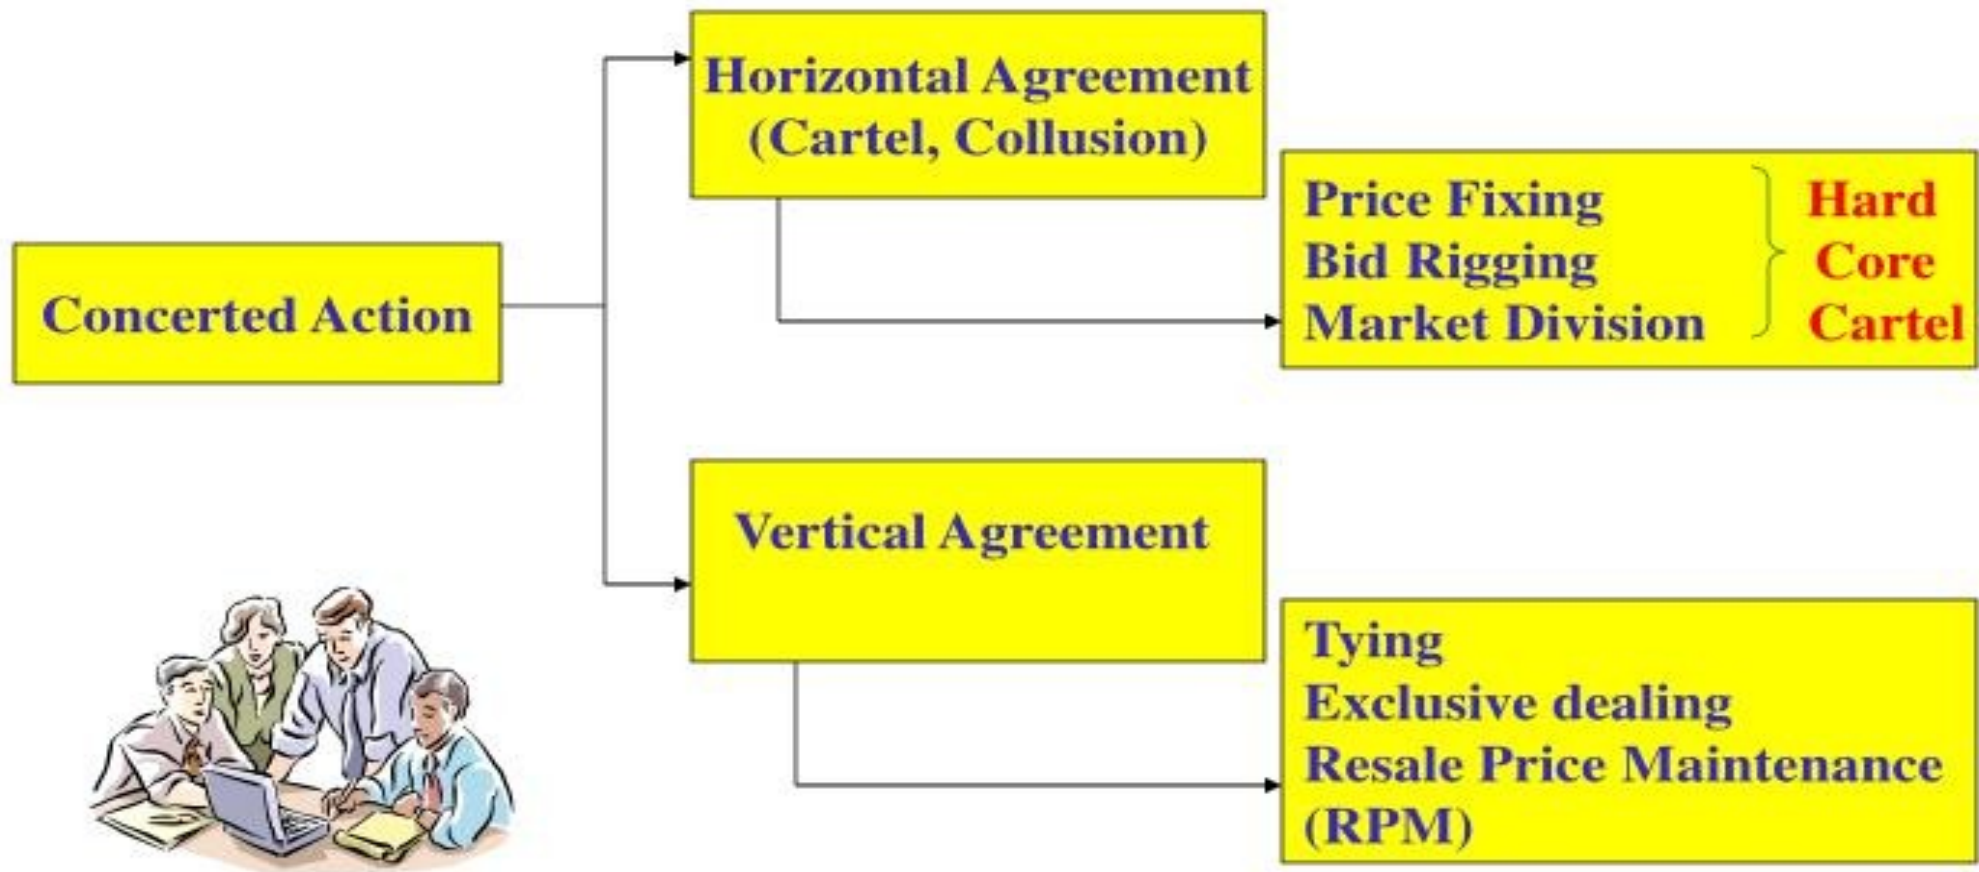 Concerted Action
Horizontal Agreement
(Cartel, Collusion)
Price Fixing
Bid Rigging
Market Division
Hard
Core
Cartel
Vertical Agreement
Tying
Exclusive dealing
Resale Price Maintenance
(RPM)